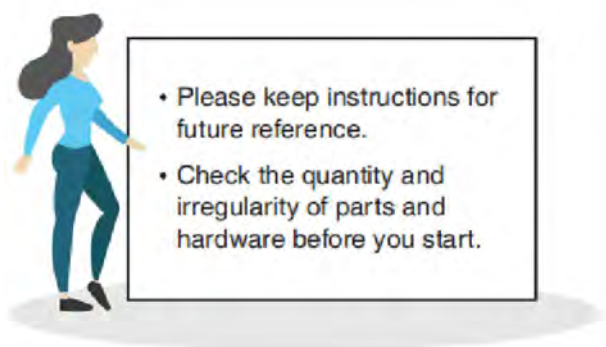 • Please keep instructions for
future reference.
• Check the quantity and
irregularity of parts and
hardware before you start.